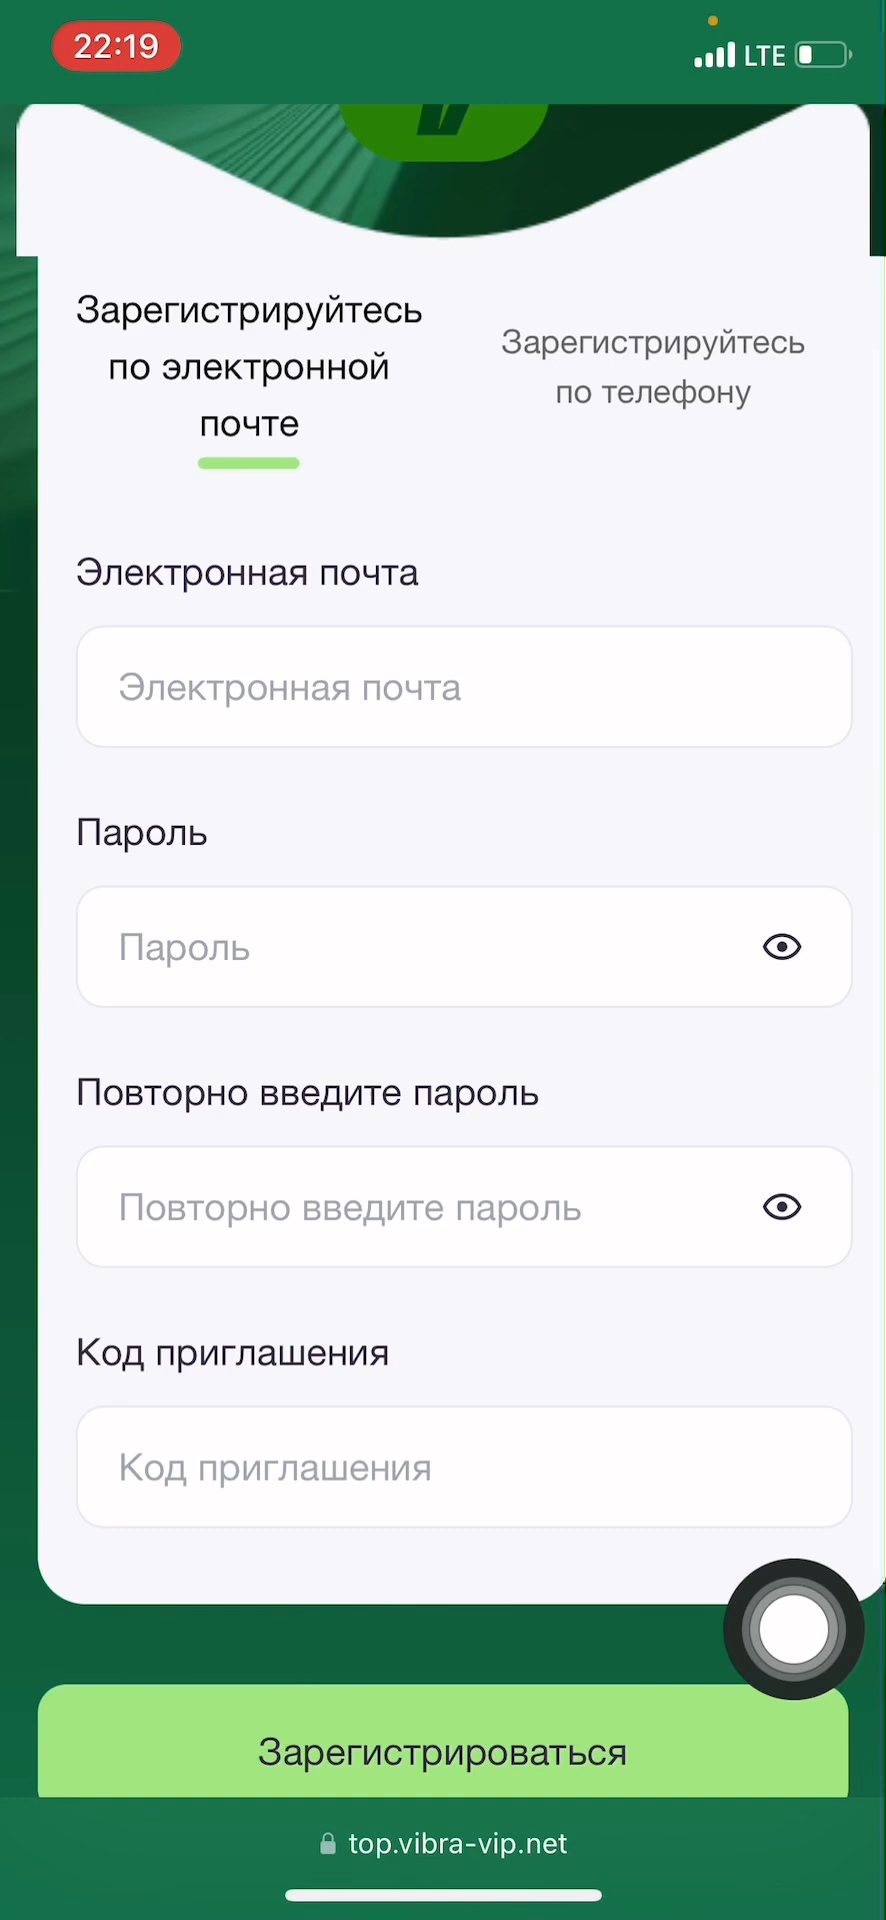 22:19
LTE
Зарегистрируйтесь
по электронной
почте
Зарегистрируйтесь
по телефону
Электронная почта
Электронная почта
Пароль
Пароль
Повторно введите пароль
Повторно введите пароль
Код приглашения
Код приглашения
Зарегистрироваться
top.vibra-vip.net